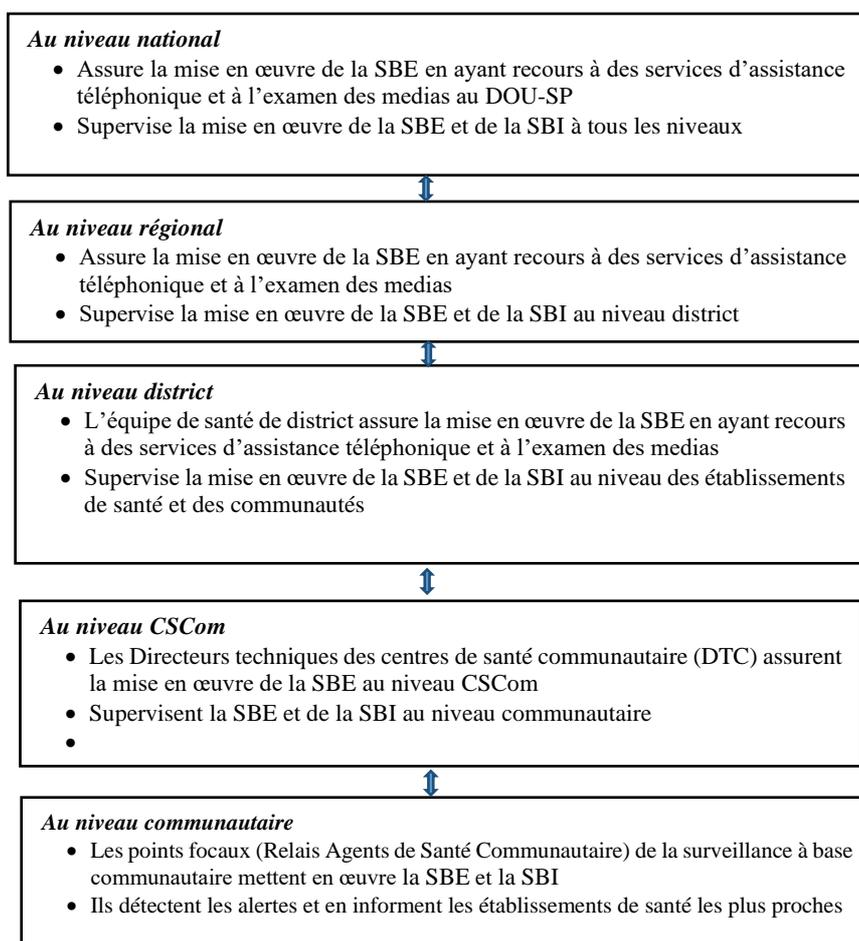 Au niveau national
• Assure la mise en œuvre de la SBE en ayant recours à des services d’assistance
téléphonique et à l’examen des medias au DOU-SP
• Supervise la mise en œuvre de la SBE et de la SBI à tous les niveaux
Au niveau régional
• Assure la mise en œuvre de la SBE en ayant recours à des services d’assistance
téléphonique et à l’examen des medias
• Supervise la mise en œuvre de la SBE et de la SBI au niveau district
Au niveau district
• L’équipe de santé de district assure la mise en œuvre de la SBE en ayant recours
à des services d’assistance téléphonique et à l’examen des medias
• Supervise la mise en œuvre de la SBE et de la SBI au niveau des établissements
de santé et des communautés
Au niveau CSCom
• Les Directeurs techniques des centres de santé communautaire (DTC) assurent
la mise en œuvre de la SBE au niveau CSCom
• Supervisent la SBE et de la SBI au niveau communautaire
•
Au niveau communautaire
• Les points focaux (Relais Agents de Santé Communautaire) de la surveillance à base
communautaire mettent en œuvre la SBE et la SBI
• Ils détectent les alertes et en informent les établissements de santé les plus proches